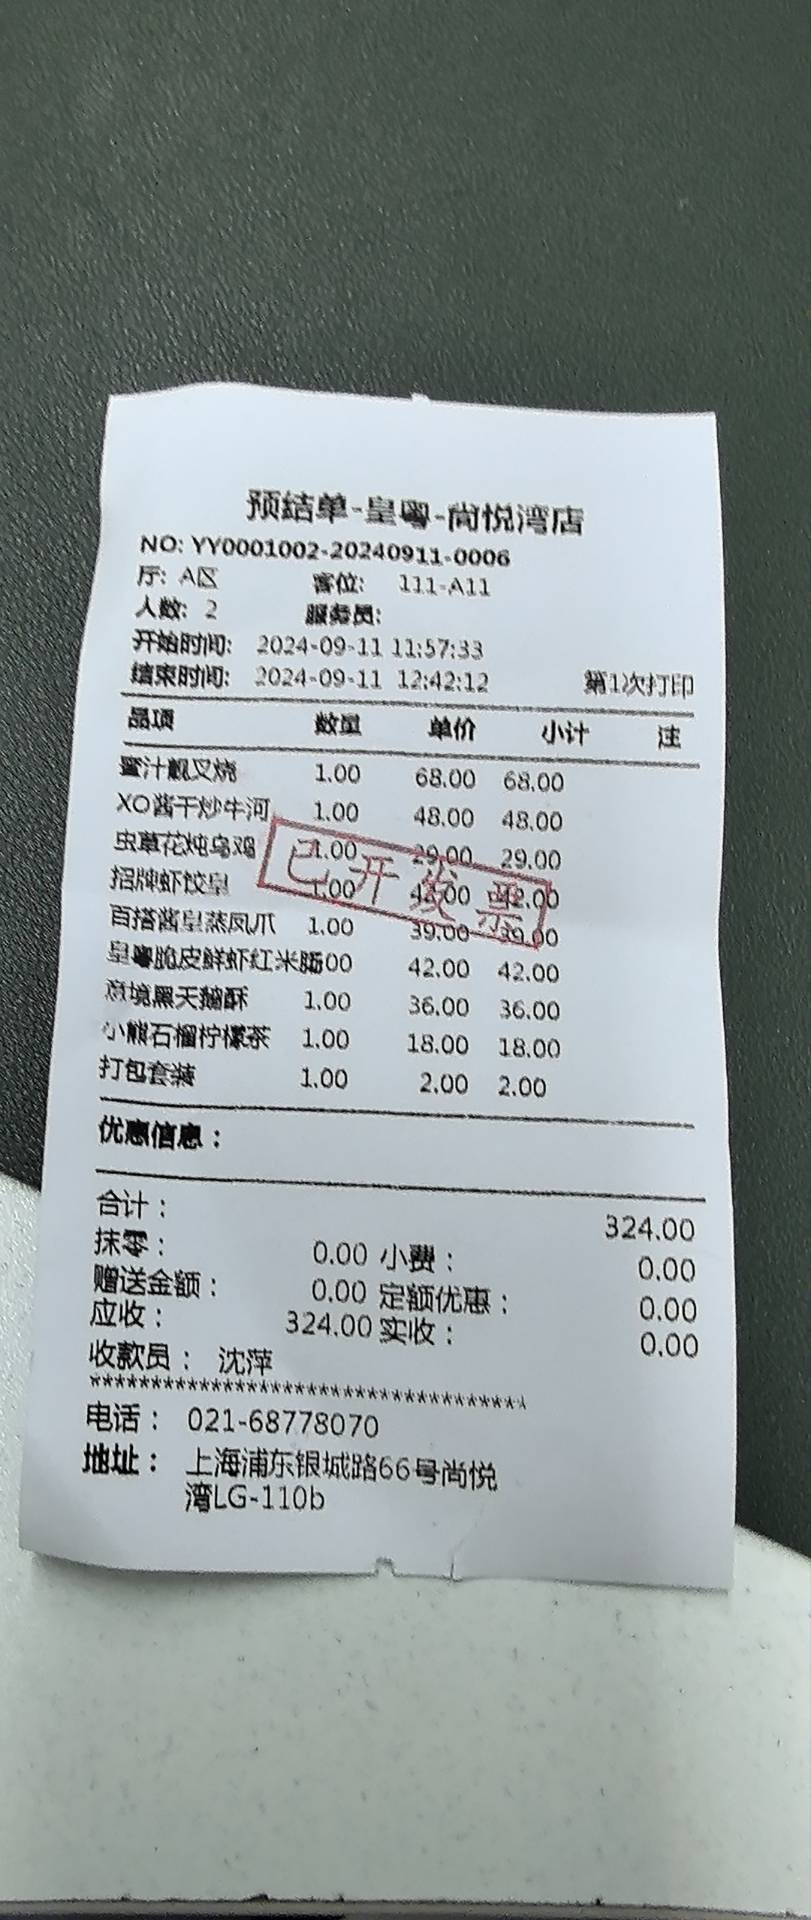 预结单-皇粤-尚悦湾店
NO: YY0001002-20240911-0006
厅: A区 客位: 111-A11
人数: 2 服务员:
开始时间: 2024-09-11 11:57:33
结束时间: 2024-09-11 12:42:12 第1次打印
品项 数量 单价 小计 注
蜜汁靓叉烧 1.00 68.00 68.00
XO酱干炒牛河 1.00 48.00 48.00
虫草花炖乌鸡 1.00 29.00 29.00
已开发票
招牌虾饺皇 1.00 42.00 42.00
百搭酱皇蒸凤爪 1.00 39.00 39.00
皇粤脆皮鲜虾红米肠 .00 42.00 42.00
意境黑天鹅酥 1.00 36.00 36.00
小熊石榴柠檬茶 1.00 18.00 18.00
打包套装 1.00 2.00 2.00
优惠信息：
合计： 324.00
抹零： 0.00 小费： 0.00
赠送金额： 0.00 定额优惠： 0.00
应收： 324.00 实收： 0.00
收款员： 沈萍
************************************
电话： 021-68778070
地址： 上海浦东银城路66号尚悦
湾LG-110b